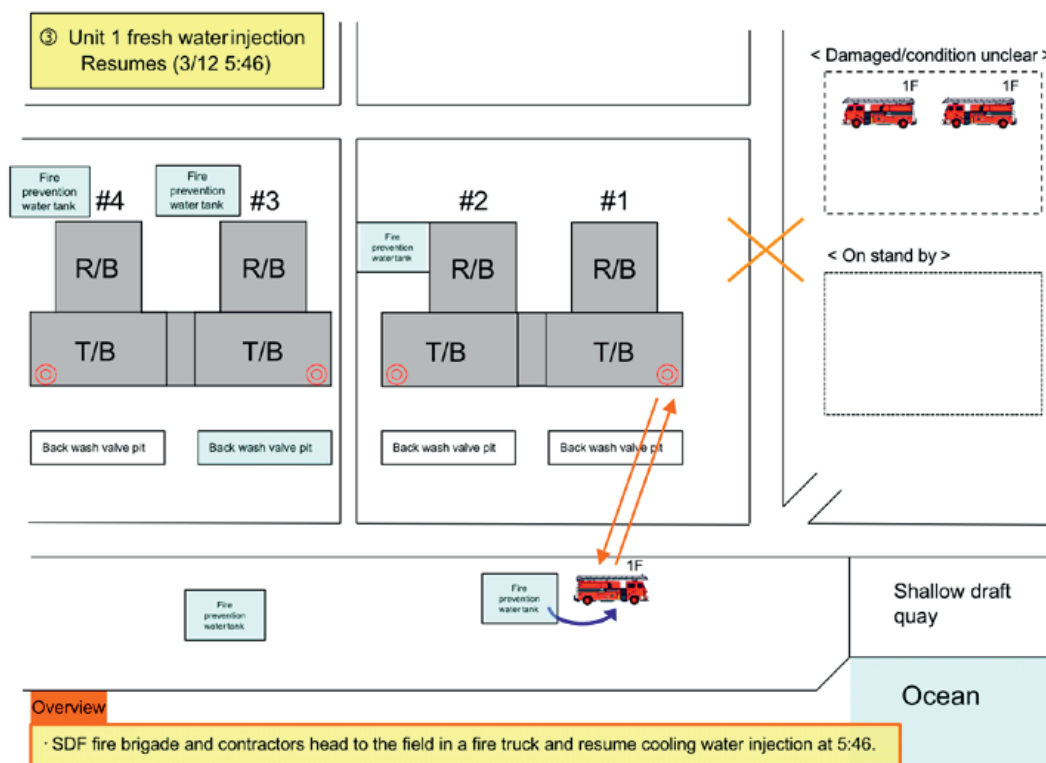 ③ Unit 1 fresh water injection
Resumes (3/12 5:46)
< Damaged/condition unclear >
1F
1F
Fire
prevention
water tank
#4
Fire
prevention
water tank
#3
#2
#1
Fire
prevention
water tank
R/B
R/B
R/B
R/B
< On stand by >
T/B
T/B
T/B
T/B
Back wash valve pit
Back wash valve pit
Back wash valve pit
Back wash valve pit
1F
Fire
prevention
water tank
Fire
prevention
water tank
Shallow draft
quay
Ocean
Overview
· SDF fire brigade and contractors head to the field in a fire truck and resume cooling water injection at 5:46.